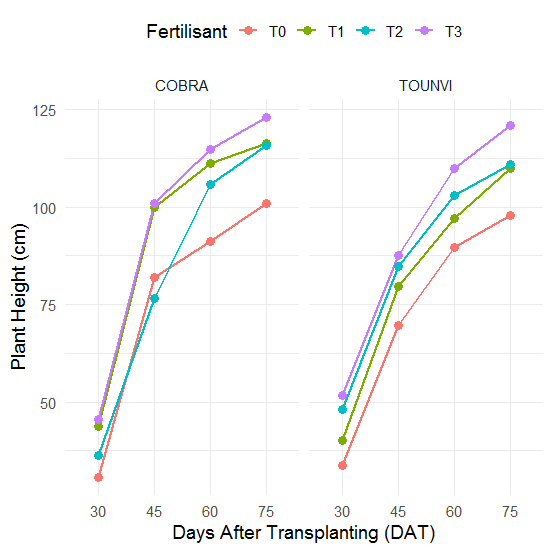 Fertilisant T0 T1 T2 T3
COBRA TOUNVI
125
100
75
50
Plant Height (cm)
30 45 60 75 30 45 60 75
Days After Transplanting (DAT)